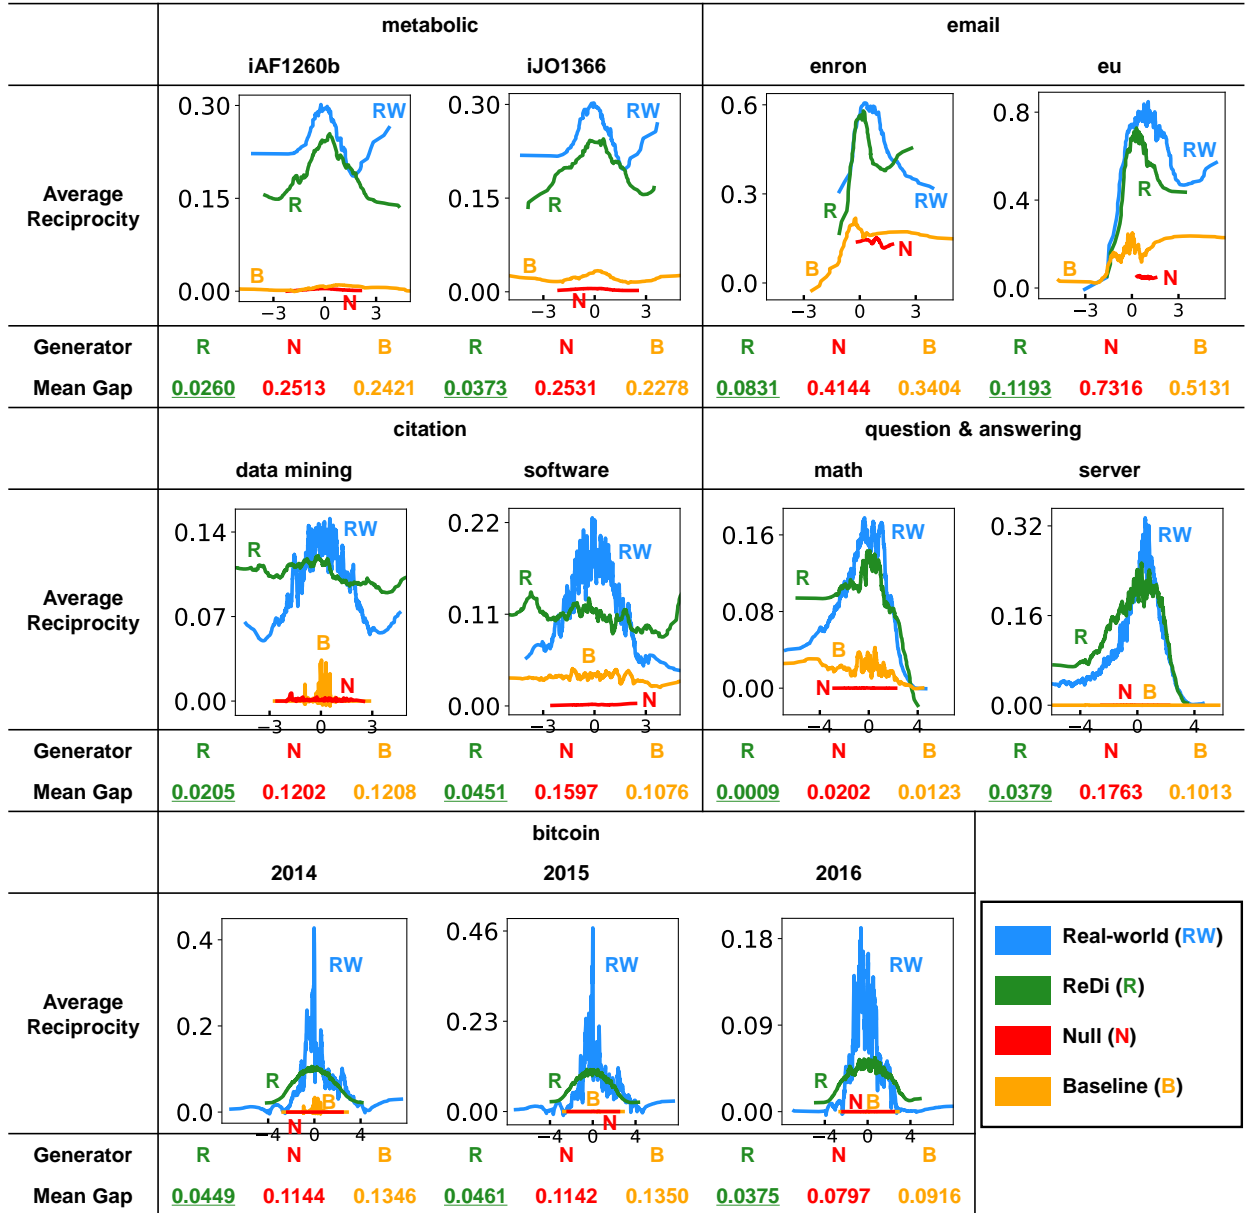 metabolic email
iAF1260b iJO1366 enron eu
Average Reciprocity
0.30 0.15 0.00 −3 0 3 RW R B N
0.30 0.15 0.00 −3 0 3 RW R B N
0.6 0.3 0.0 −3 0 3 RW R B N
0.8 0.4 0.0 −3 0 3 RW R B N
Generator R N B R N B R N B R N B
Mean Gap 0.0260 0.2513 0.2421 0.0373 0.2531 0.2278 0.0831 0.4144 0.3404 0.1193 0.7316 0.5131
citation question & answering
data mining software math server
Average Reciprocity
0.14 0.07 0.00 −3 0 3 RW R B N
0.22 0.11 0.00 −3 0 3 RW R B N
0.16 0.08 0.00 −4 0 4 RW R B N
0.32 0.16 0.00 −4 0 4 RW R N B
Generator R N B R N B R N B R N B
Mean Gap 0.0205 0.1202 0.1208 0.0451 0.1597 0.1076 0.0009 0.0202 0.0123 0.0379 0.1763 0.1013
bitcoin
2014 2015 2016
Average Reciprocity
0.4 0.2 0.0 −4 0 4 RW R B N
0.46 0.23 0.00 −4 0 4 RW R B N
0.18 0.09 0.00 −4 0 4 RW R N B
Real-world (RW)
ReDi (R)
Null (N)
Baseline (B)
Generator R N B R N B R N B
Mean Gap 0.0449 0.1144 0.1346 0.0461 0.1142 0.1350 0.0375 0.0797 0.0916